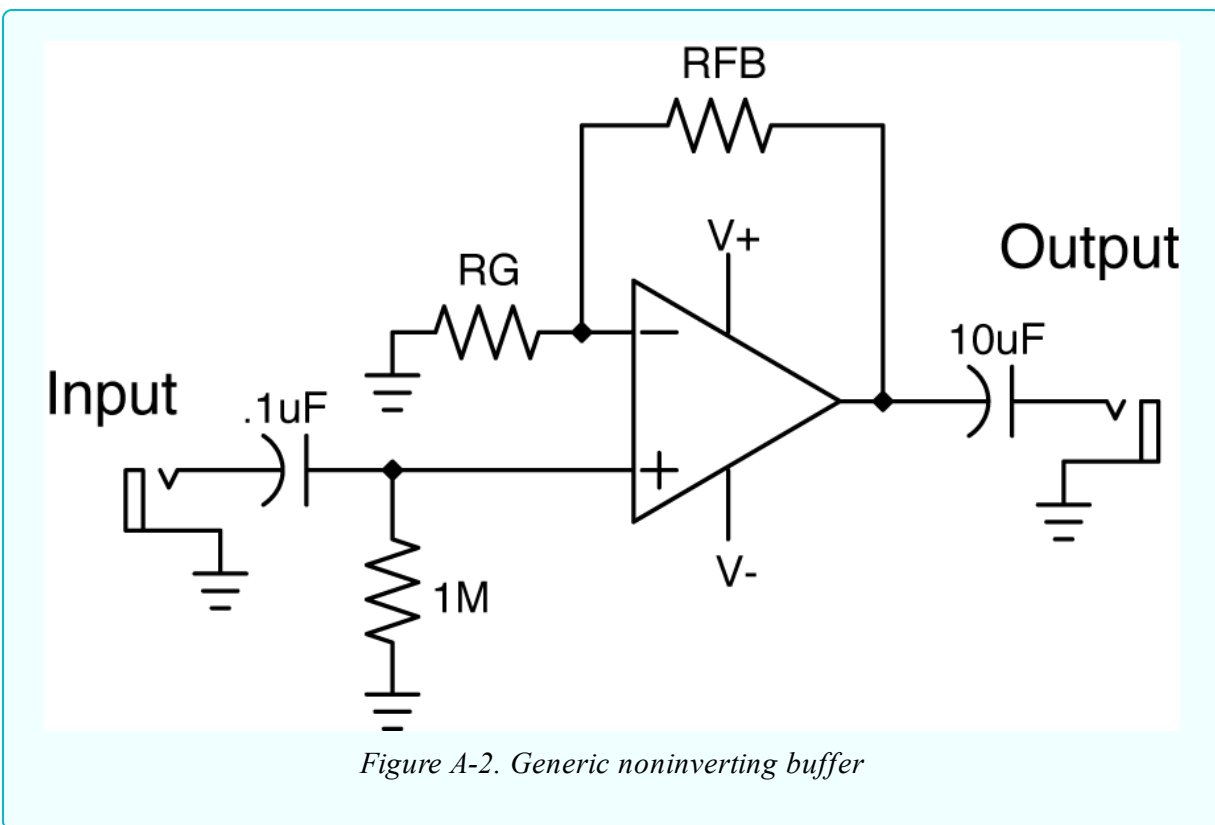 RFB
V+
Output
RG
10uF
Input
.1uF
−
+
V-
1M
Figure A-2. Generic noninverting buffer